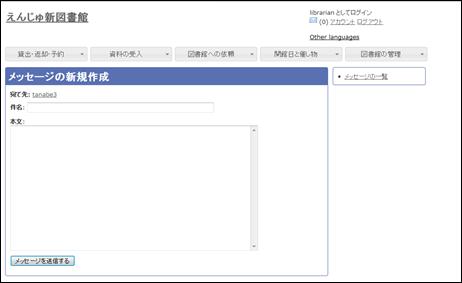 えんじゅ新図書館
librarian としてログイン
(0) アカウント ログアウト
Other languages
貸出・返却・予約 資料の受入 図書館への依頼 開館日と催し物 図書館の管理
メッセージの新規作成
宛て先: tanabe3
件名:
本文:
メッセージを送信する
メッセージの一覧